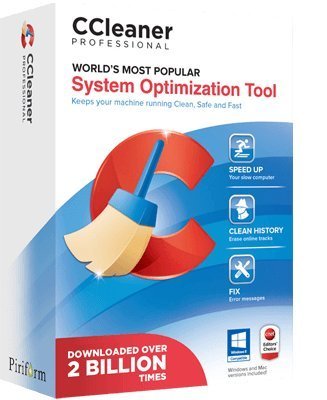 CCleaner
PROFESSIONAL
WORLD'S MOST POPULAR
System Optimization Tool
Keeps your machine running Clean, Safe and Fast
SPEED UP
Your slow computer
CLEAN HISTORY
Erase online tracks
FIX
Error messages
DOWNLOADED OVER
2 BILLION
TIMES
Windows and Mac
versions included!
Editors'
Choice
CCleaner
PROFESSIONAL
Piriform